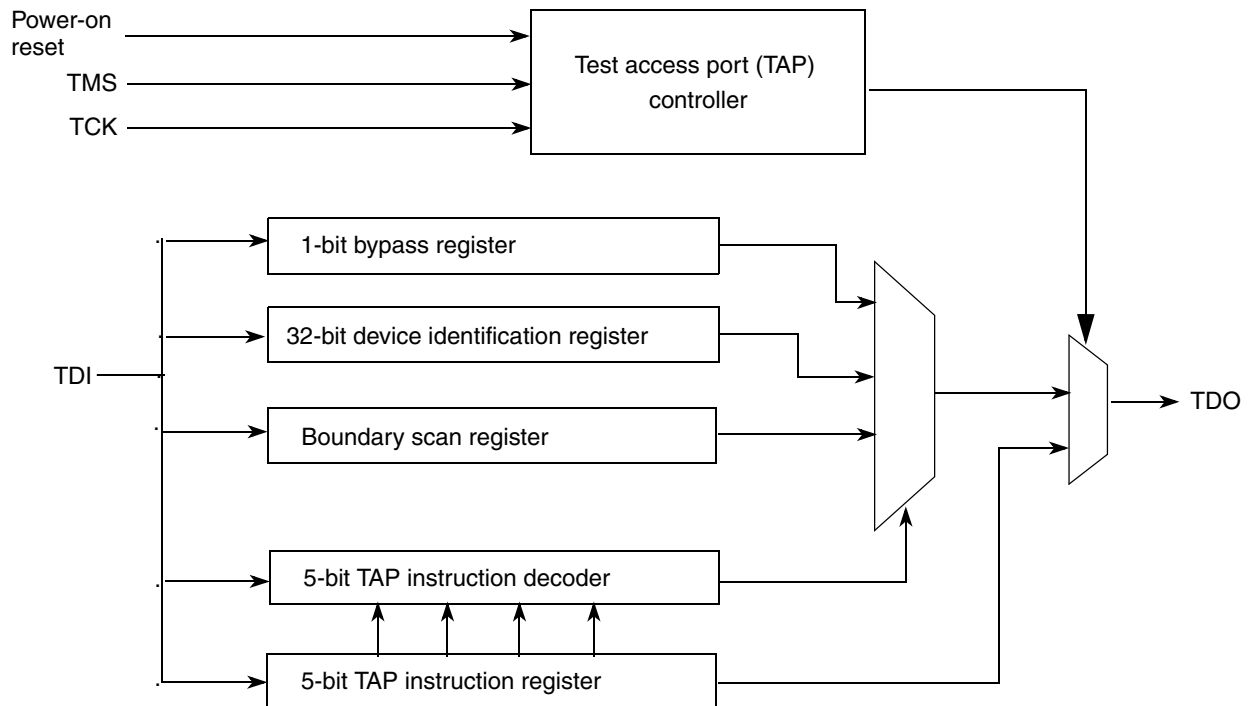 Power-on
reset
TMS
TCK
Test access port (TAP)
controller
1-bit bypass register
32-bit device identification register
TDI
Boundary scan register
TDO
5-bit TAP instruction decoder
5-bit TAP instruction register